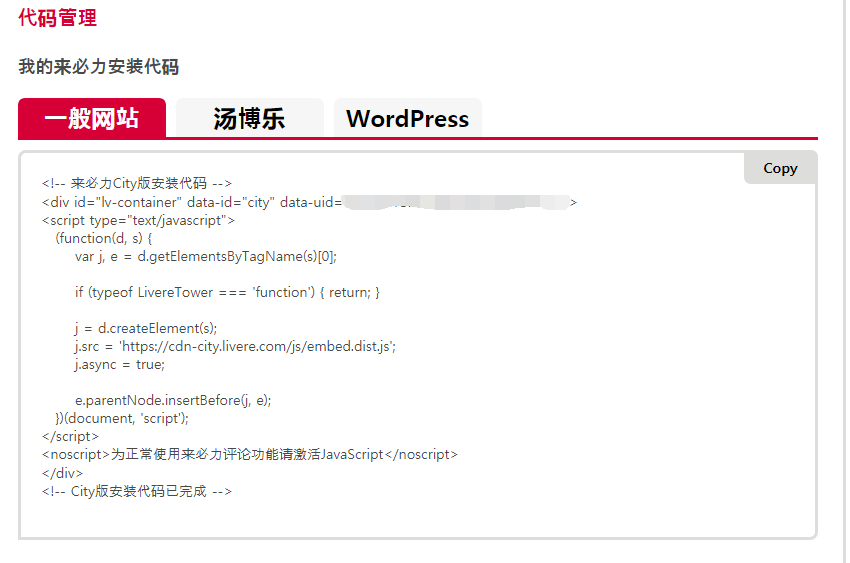 代码管理
我的来必力安装代码
一般网站 汤博乐 WordPress
Copy
<!-- 来必力City版安装代码 -->
<div id="lv-container" data-id="city" data-uid= >
<script type="text/javascript">
(function(d, s) {
var j, e = d.getElementsByTagName(s)[0];
if (typeof LivereTower === 'function') { return; }
j = d.createElement(s);
j.src = 'https://cdn-city.livere.com/js/embed.dist.js';
j.async = true;
e.parentNode.insertBefore(j, e);
})(document, 'script');
</script>
<noscript>为正常使用来必力评论功能请激活JavaScript</noscript>
</div>
<!-- City版安装代码已完成 -->